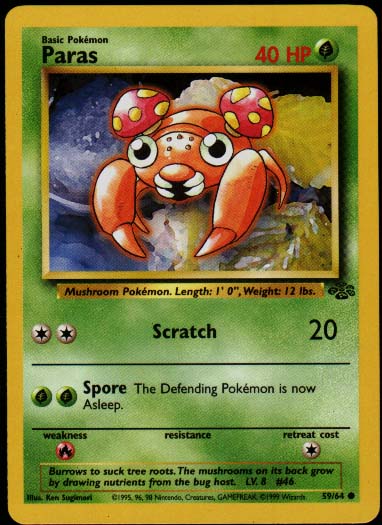 Basic Pokémon
Paras
40 HP
Mushroom Pokémon. Length: 1' 0", Weight: 12 lbs.
Scratch 20
Spore The Defending Pokémon is now
Asleep.
weakness resistance retreat cost
Burrows to suck tree roots. The mushrooms on its back grow
by drawing nutrients from the bug host. LV. 8 #46
Illus. Ken Sugimori ©1995, 96, 98 Nintendo, Creatures, GAMEFREAK. ©1999 Wizards. 59/64